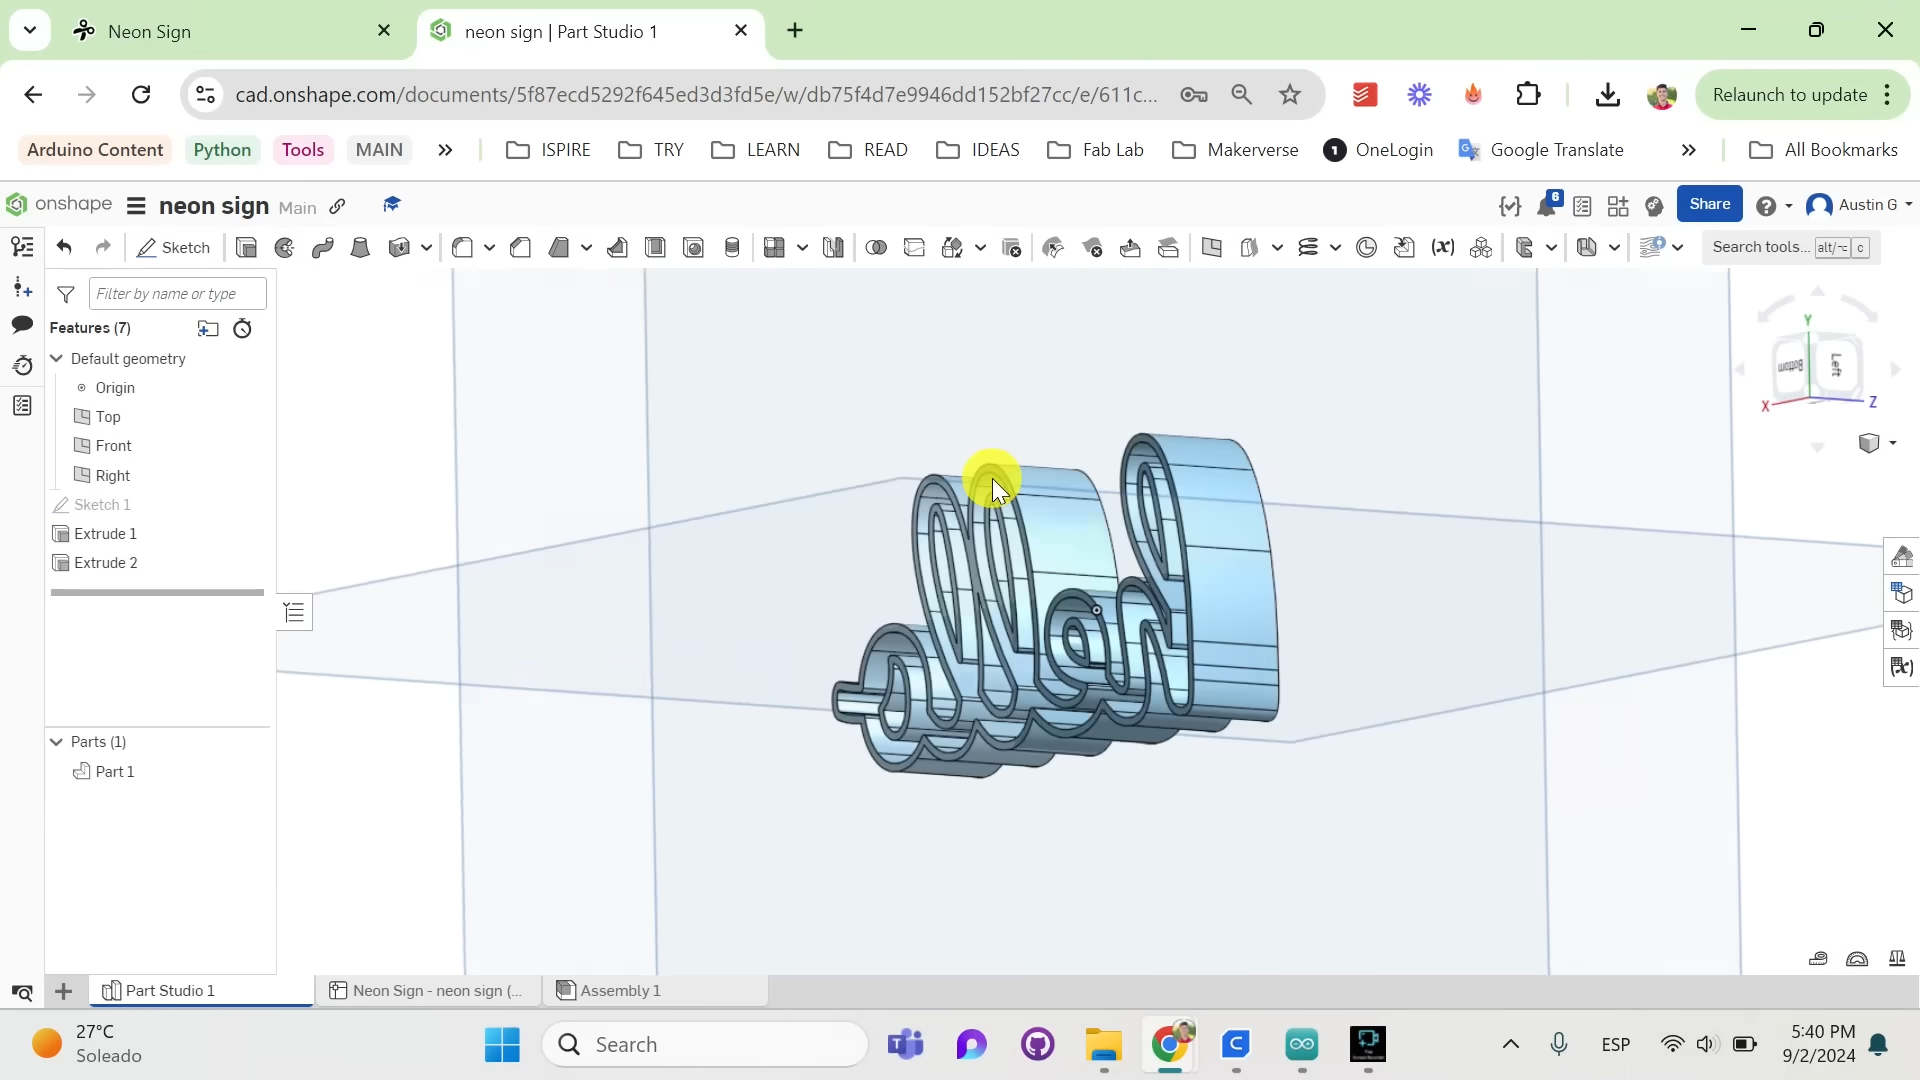 Neon Sign
neon sign | Part Studio 1
cad.onshape.com/documents/5f87ecd5292f645ed3d3fd5e/w/db75f4d7e9946dd152bf27cc/e/611c...
Relaunch to update
Arduino Content
Python
Tools
MAIN
ISPIRE
TRY
LEARN
READ
IDEAS
Fab Lab
Makerverse
OneLogin
Google Translate
All Bookmarks
onshape
neon sign Main
6
Share
Austin G
Sketch
Search tools... alt/⌥ c
Filter by name or type
Features (7)
Default geometry
Origin
Top
Front
Right
Sketch 1
Extrude 1
Extrude 2
Parts (1)
Part 1
Y
Bottom
Left
X
Z
Part Studio 1
Neon Sign - neon sign (...
Assembly 1
27°C
Soleado
Search
ESP
5:40 PM
9/2/2024